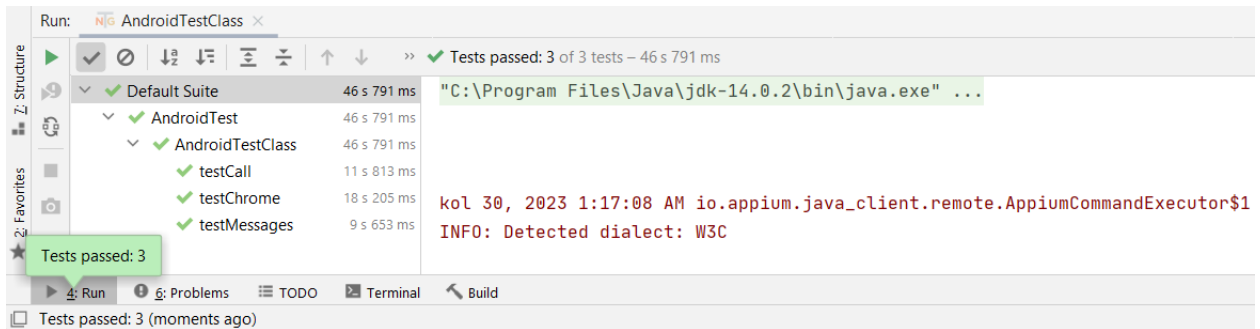 Run: NG AndroidTestClass
Tests passed: 3 of 3 tests – 46 s 791 ms
7: Structure
2: Favorites
Default Suite 46 s 791 ms
AndroidTest 46 s 791 ms
AndroidTestClass 46 s 791 ms
testCall 11 s 813 ms
testChrome 18 s 205 ms
testMessages 9 s 653 ms
"C:\Program Files\Java\jdk-14.0.2\bin\java.exe" ...
kol 30, 2023 1:17:08 AM io.appium.java_client.remote.AppiumCommandExecutor$1
INFO: Detected dialect: W3C
Tests passed: 3
4: Run 6: Problems TODO Terminal Build
Tests passed: 3 (moments ago)